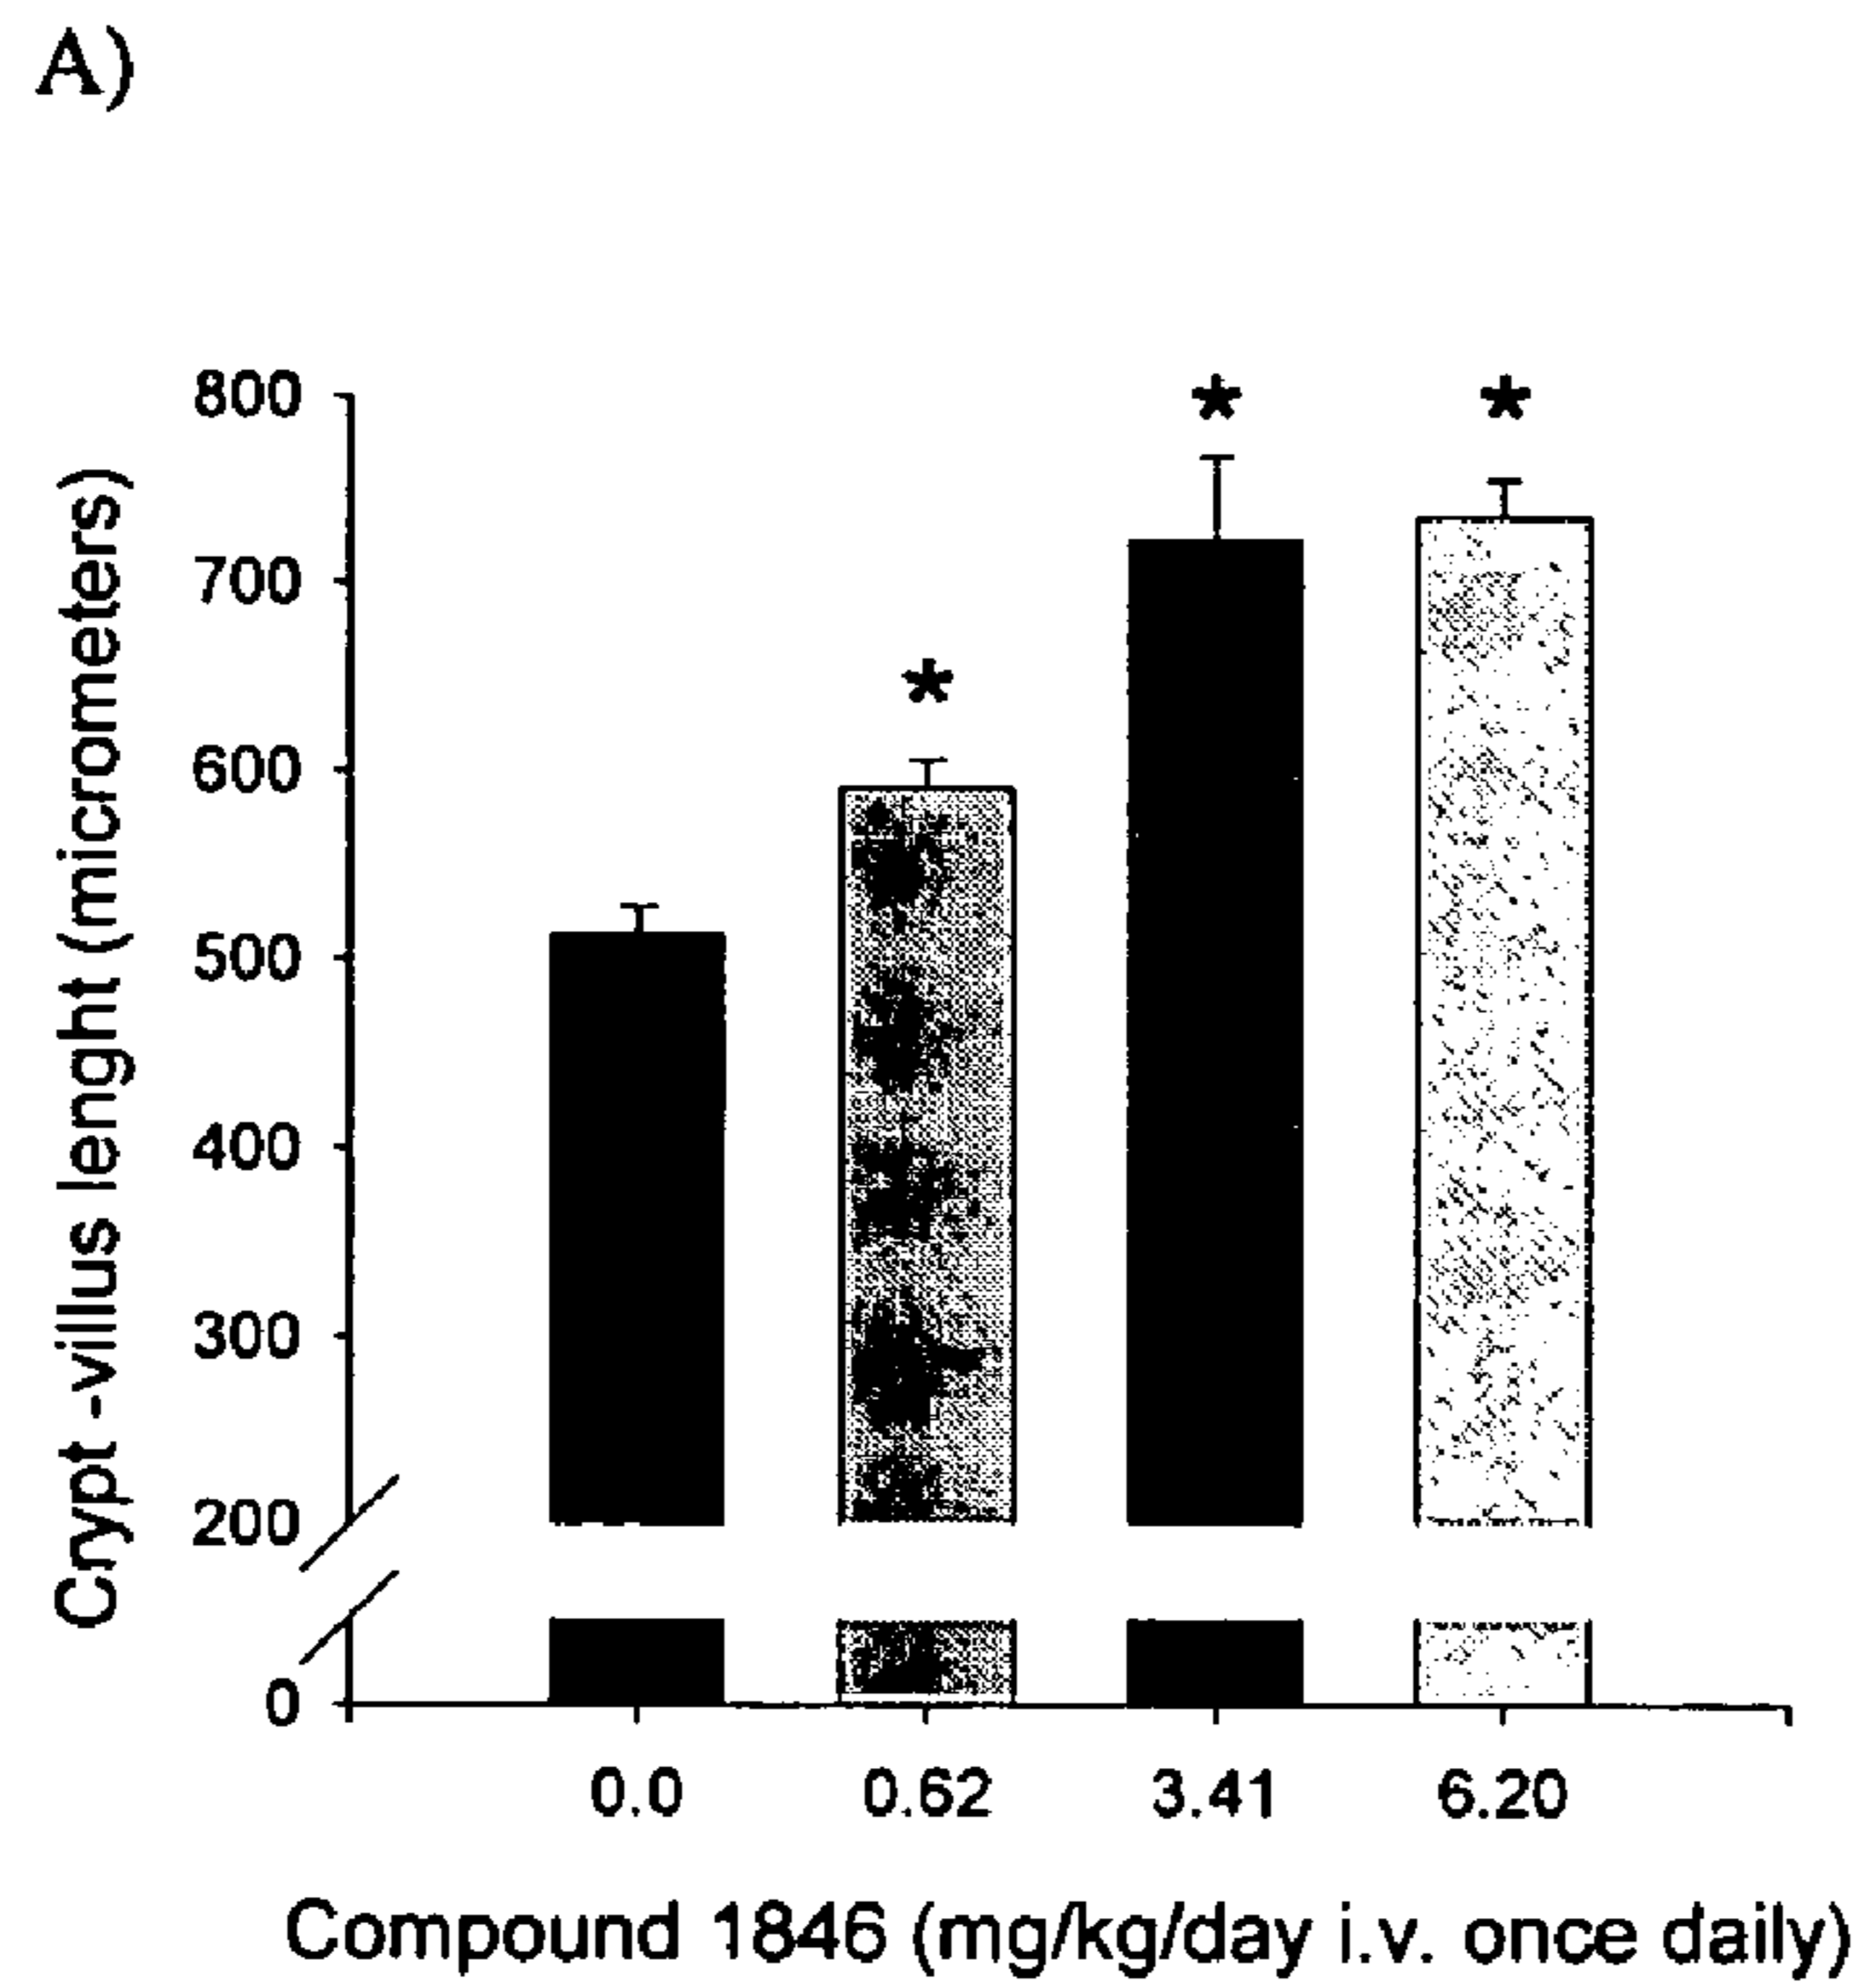 A)
Crypt -villus lenght (micrometers)
800
700
600
500
400
300
200
0
*
*
*
0.0 0.62 3.41 6.20
Compound 1846 (mg/kg/day i.v. once daily)